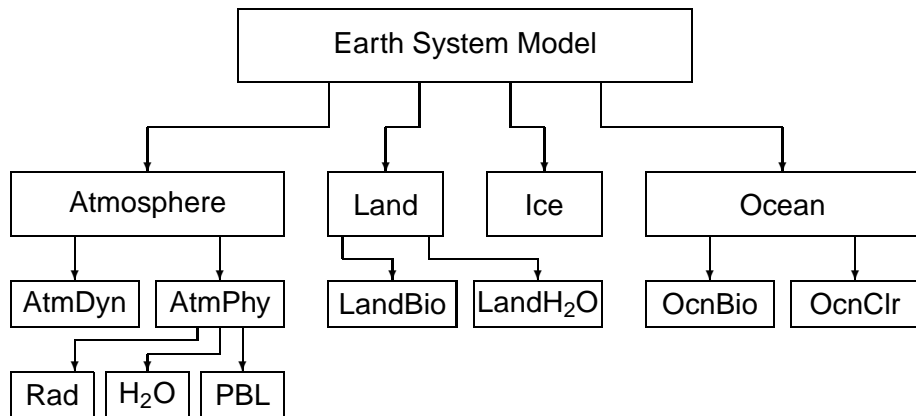 Earth System Model
Atmosphere
Land
Ice
Ocean
AtmDyn
AtmPhy
LandBio
LandH₂O
OcnBio
OcnClr
Rad
H₂O
PBL